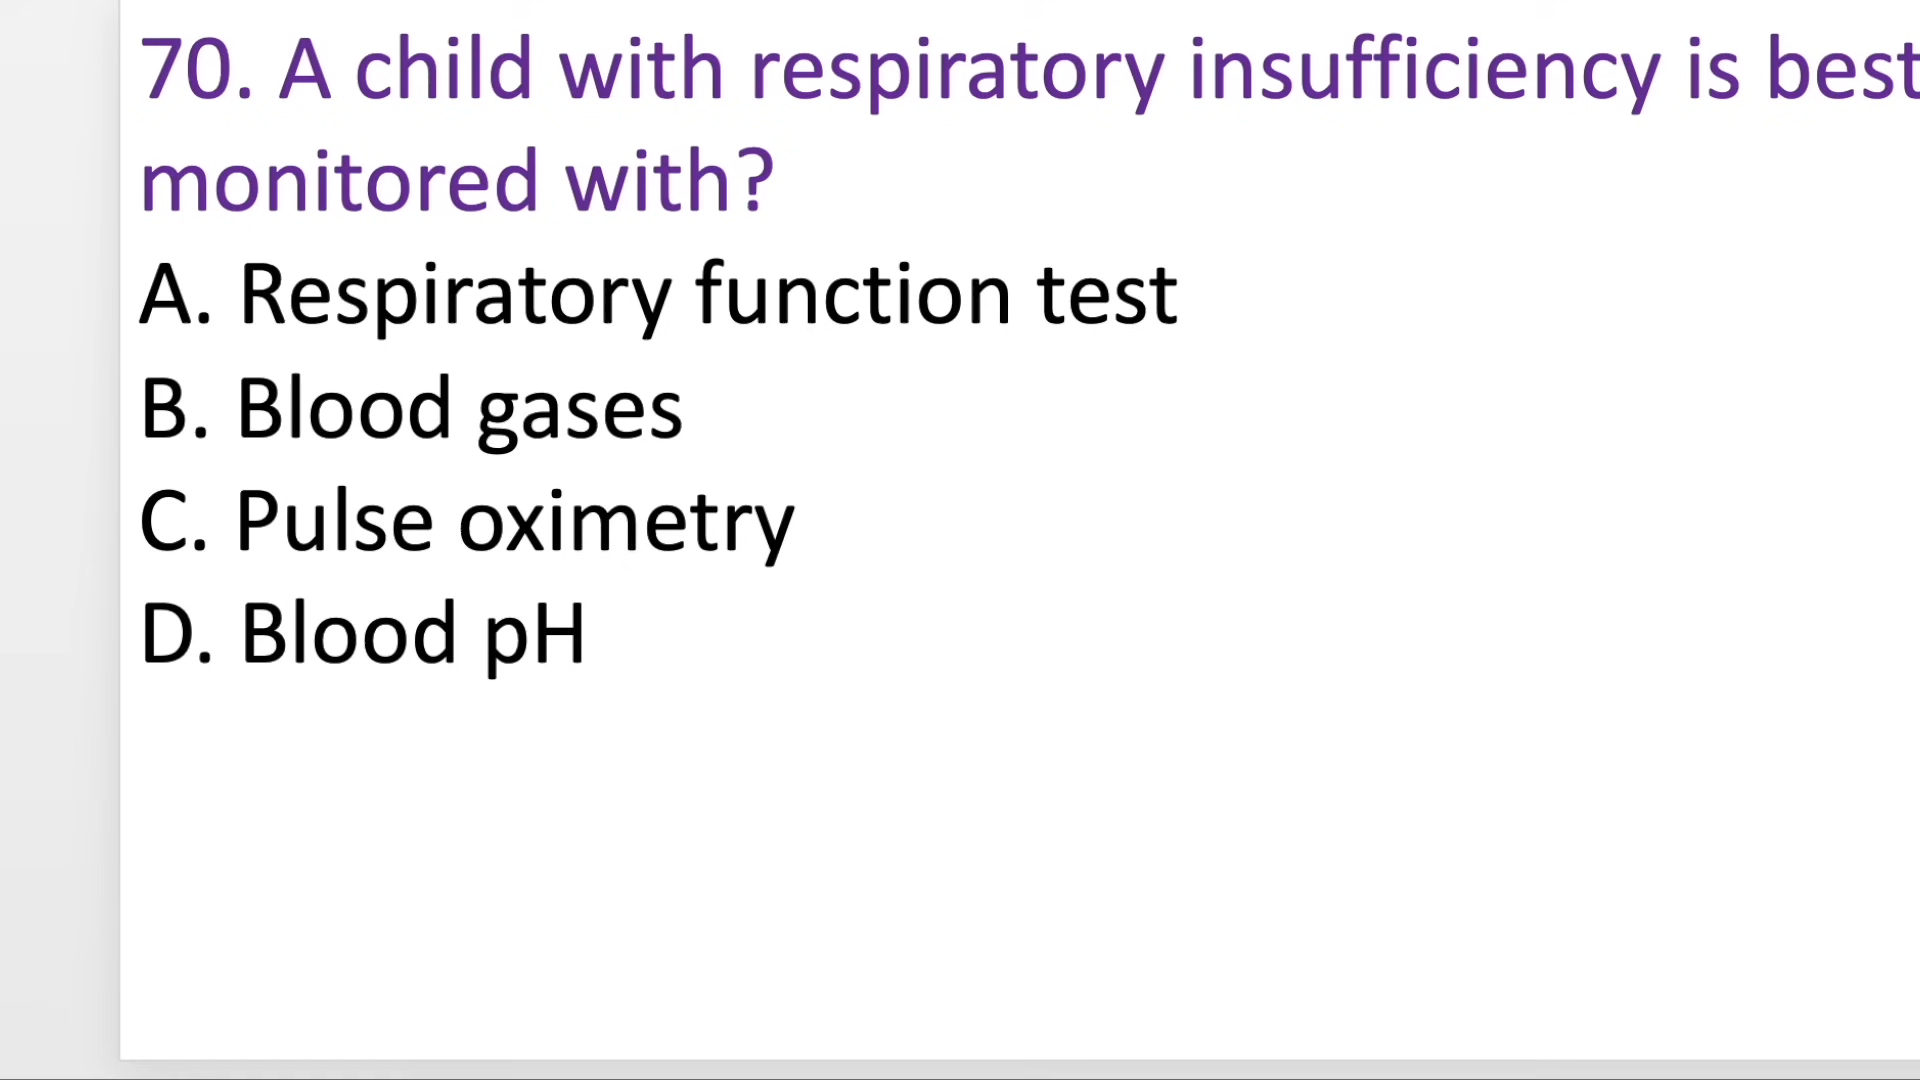 70. A child with respiratory insufficiency is best
monitored with?
A. Respiratory function test
B. Blood gases
C. Pulse oximetry
D. Blood pH